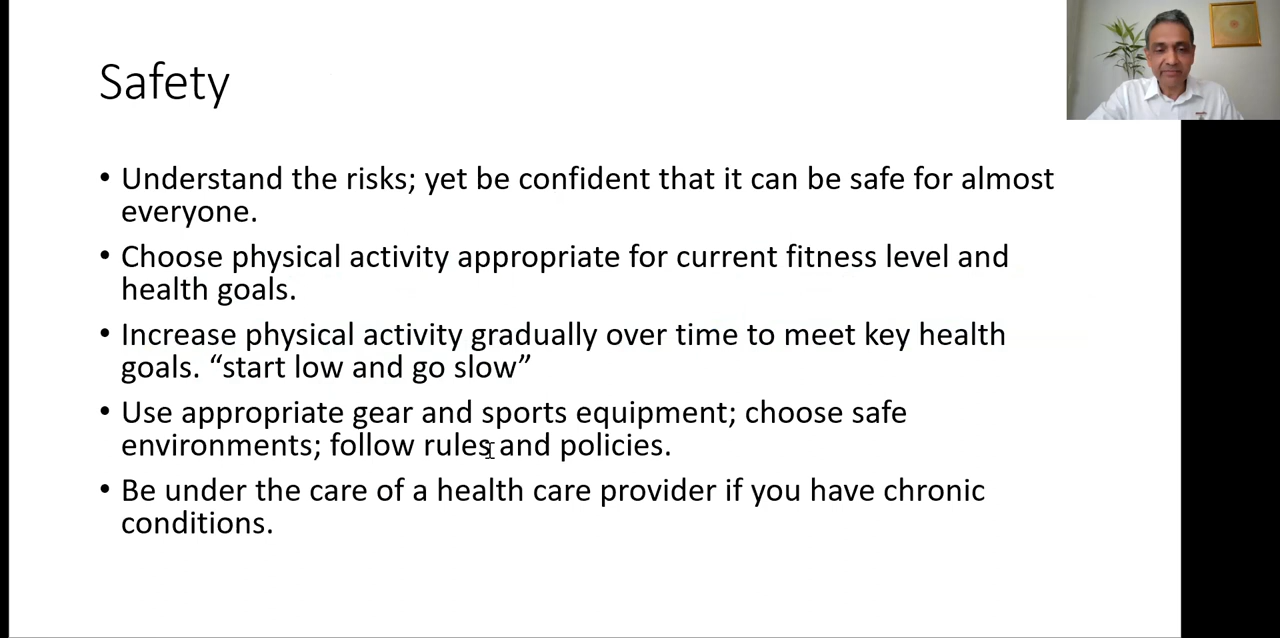 Safety
• Understand the risks; yet be confident that it can be safe for almost
everyone.
• Choose physical activity appropriate for current fitness level and
health goals.
• Increase physical activity gradually over time to meet key health
goals. “start low and go slow”
• Use appropriate gear and sports equipment; choose safe
environments; follow rules and policies.
• Be under the care of a health care provider if you have chronic
conditions.